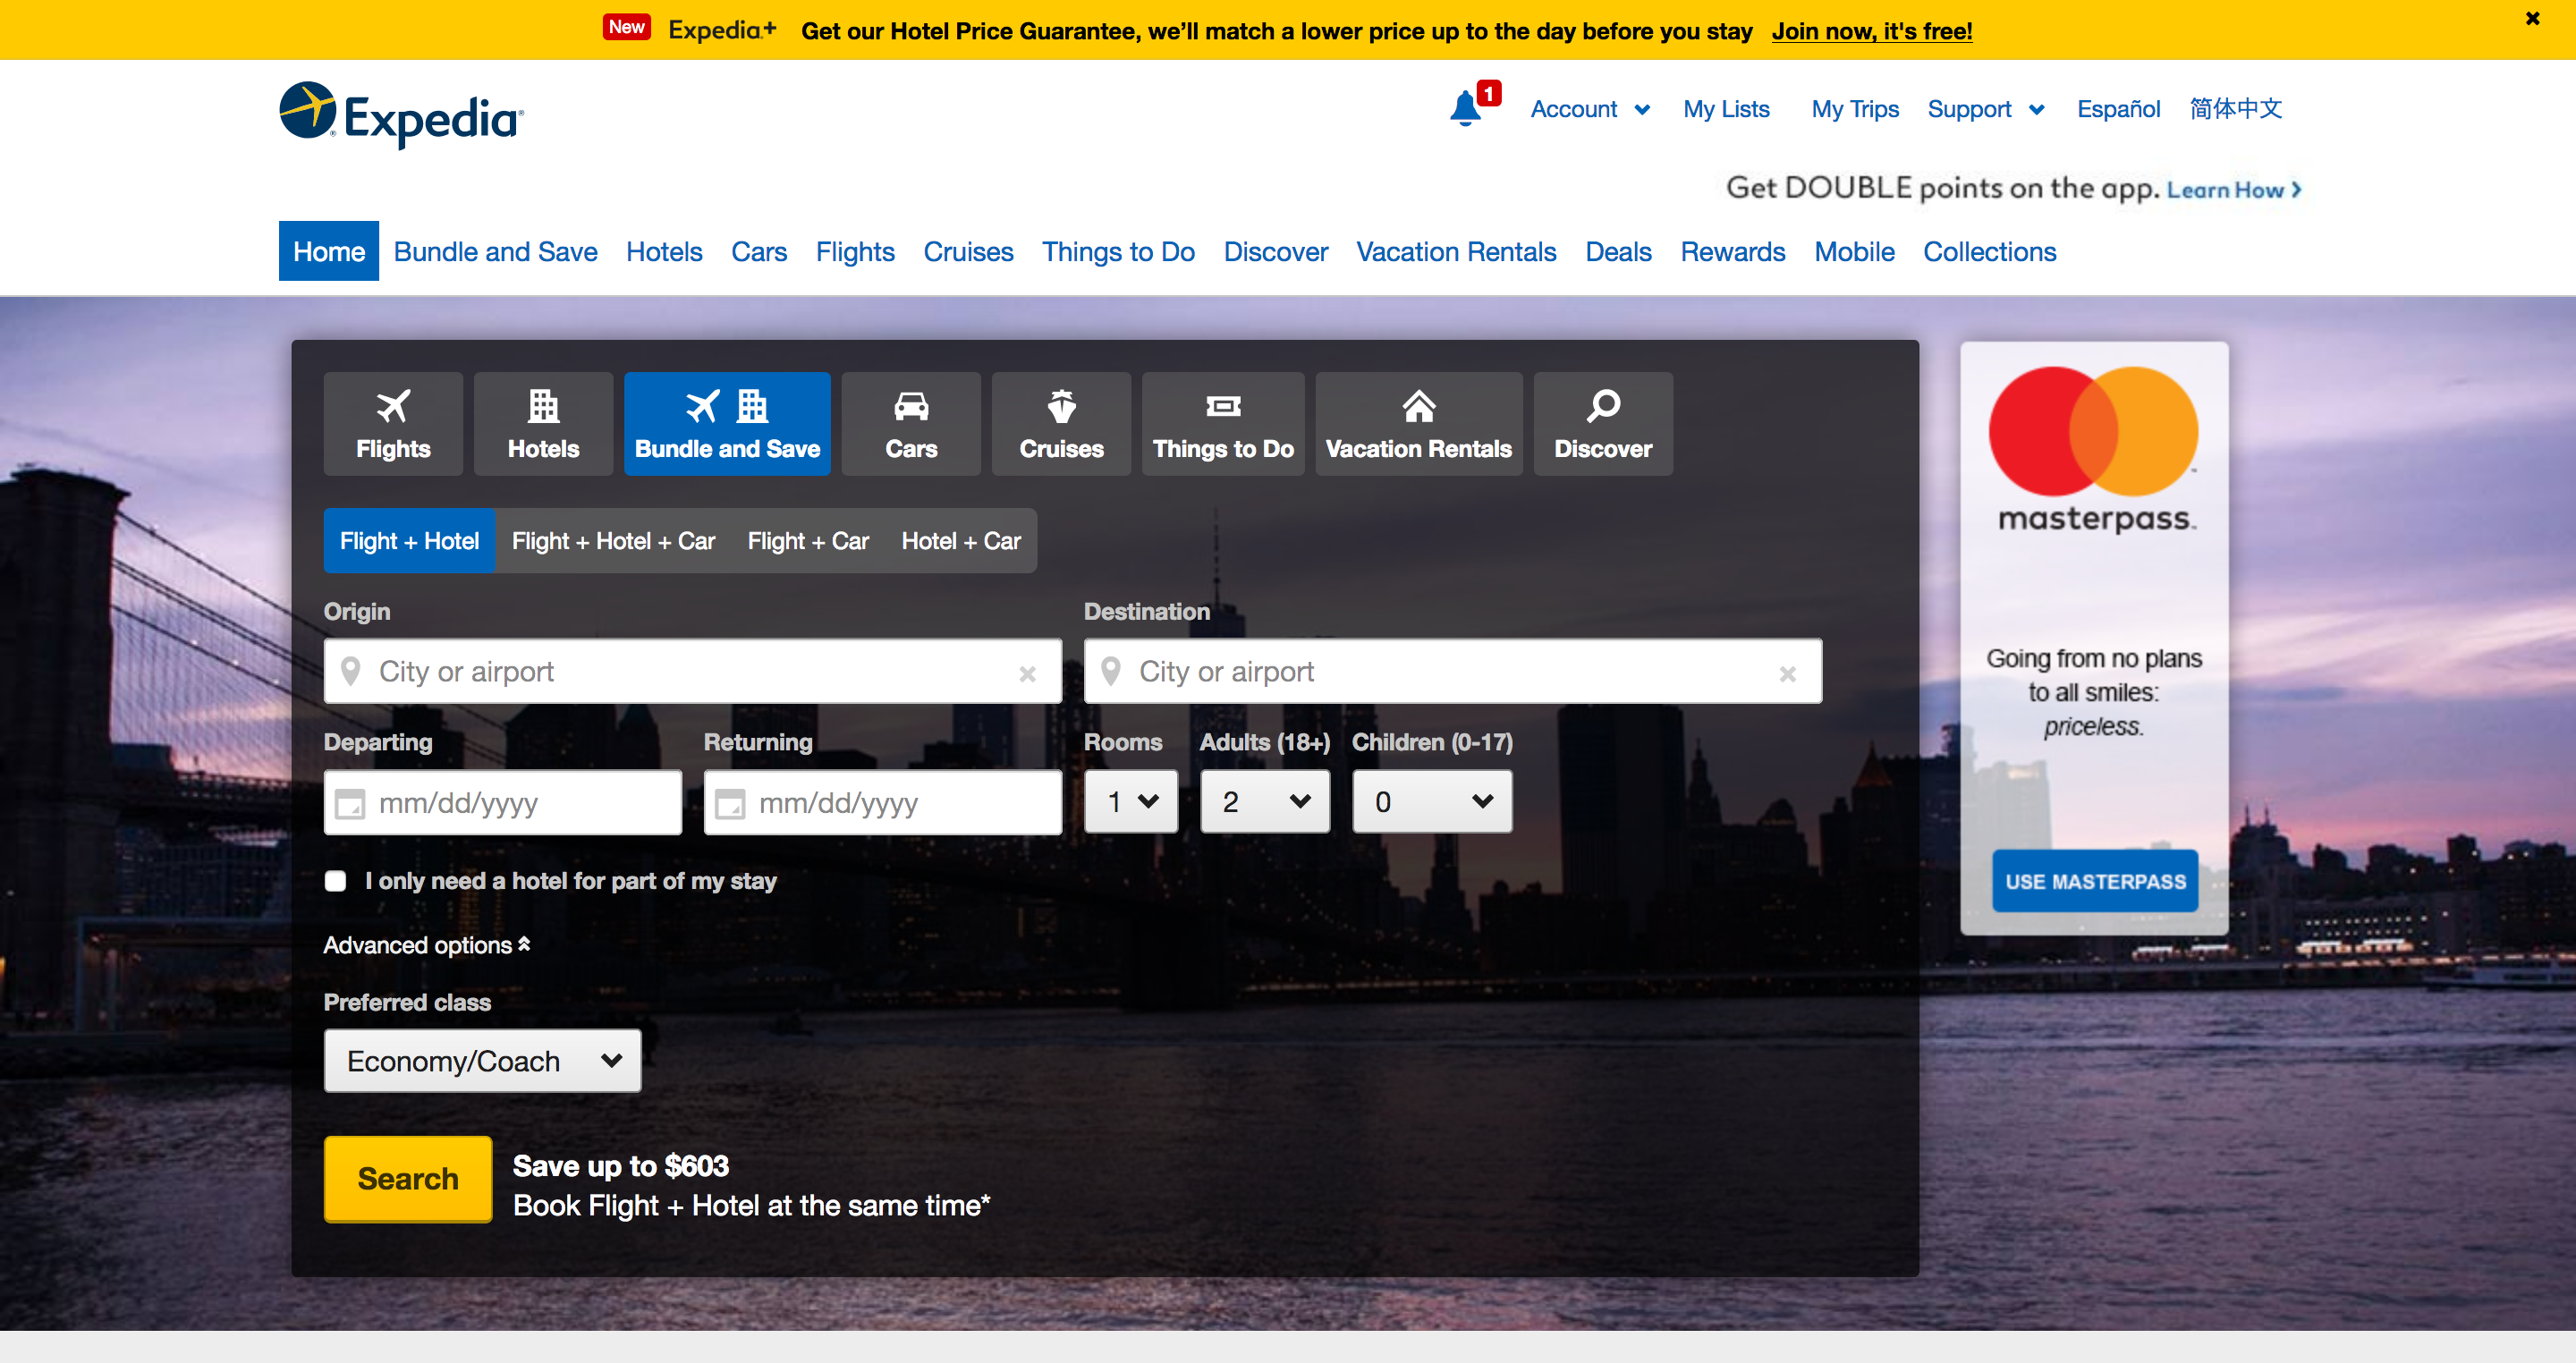 New Expedia+ Get our Hotel Price Guarantee, we’ll match a lower price up to the day before you stay Join now, it's free!
Expedia®
1 Account My Lists My Trips Support Español 简体中文
Get DOUBLE points on the app. Learn How
Home Bundle and Save Hotels Cars Flights Cruises Things to Do Discover Vacation Rentals Deals Rewards Mobile Collections
Flights Hotels Bundle and Save Cars Cruises Things to Do Vacation Rentals Discover
Flight + Hotel Flight + Hotel + Car Flight + Car Hotel + Car
Origin Destination
City or airport City or airport
Departing Returning Rooms Adults (18+) Children (0-17)
mm/dd/yyyy mm/dd/yyyy 1 2 0
I only need a hotel for part of my stay
Advanced options
Preferred class
Economy/Coach
Search
Save up to $603
Book Flight + Hotel at the same time*
masterpass
Going from no plans
to all smiles:
priceless.
USE MASTERPASS